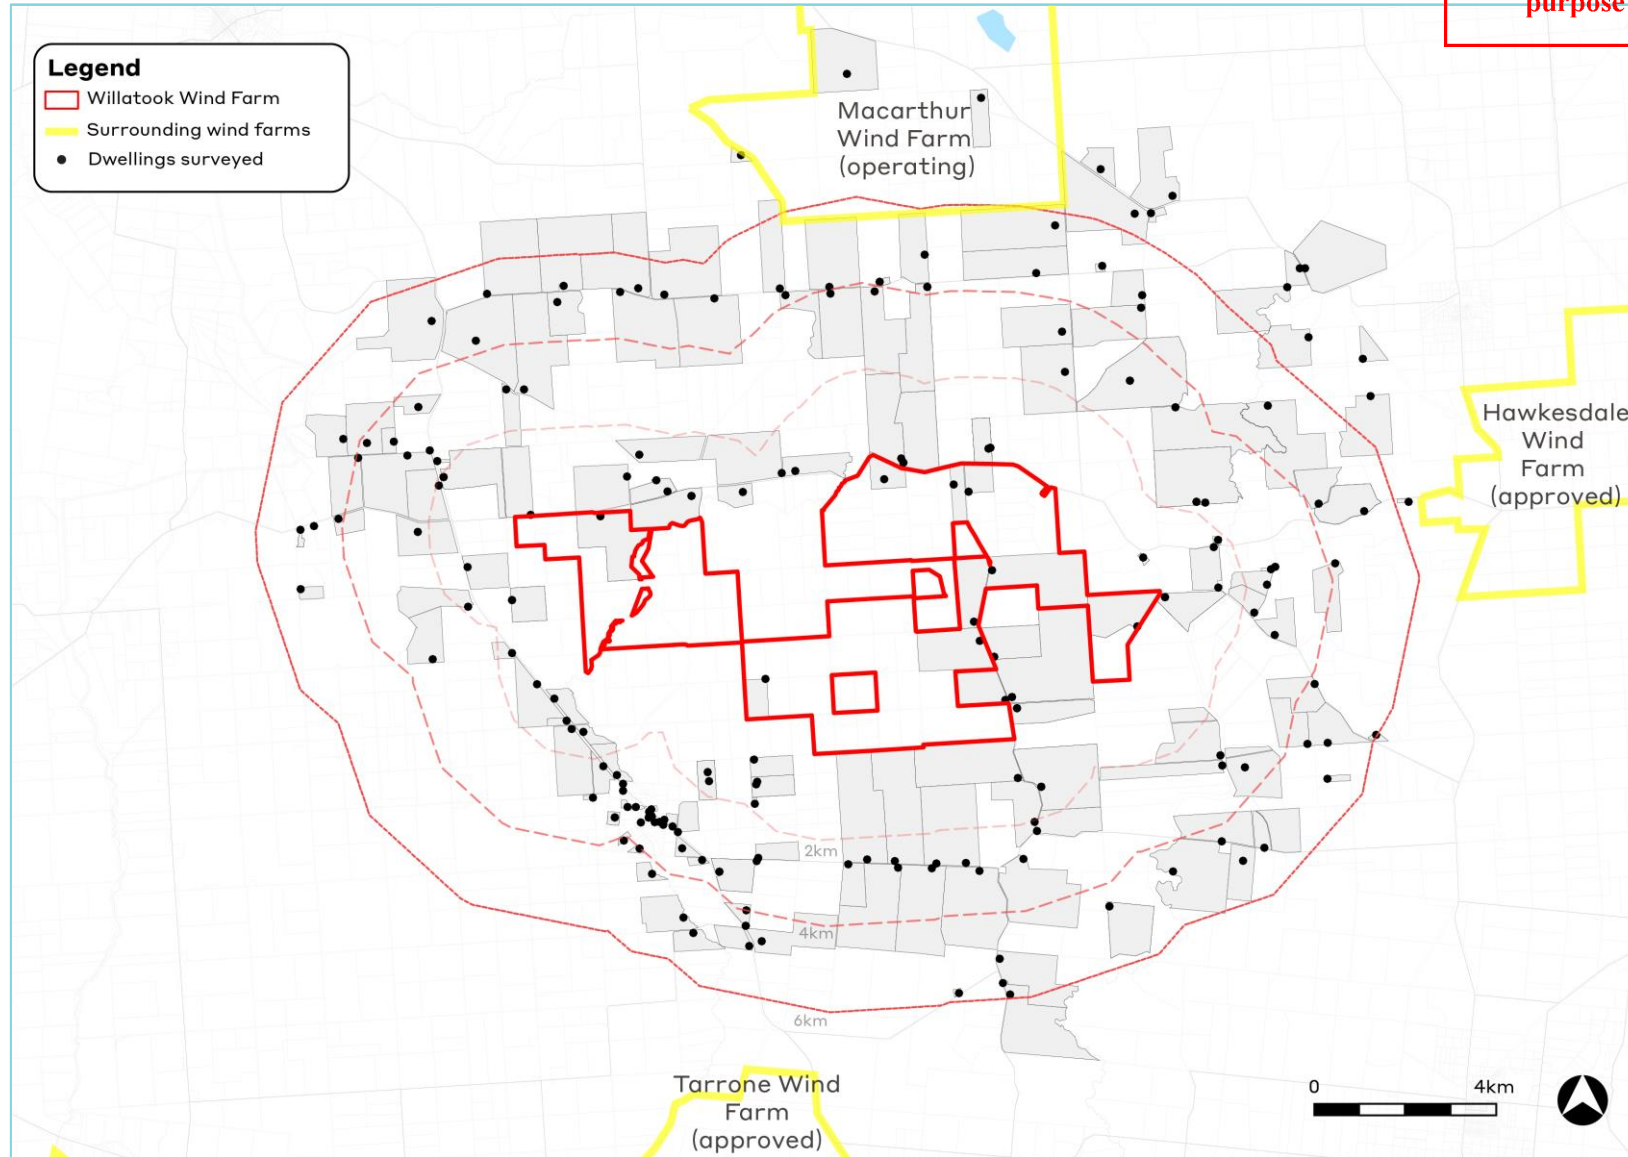 purpose
Legend
Willatook Wind Farm
Surrounding wind farms
Dwellings surveyed
Macarthur
Wind Farm
(operating)
Hawkesdale
Wind
Farm
(approved)
2km
4km
6km
Tarrone Wind
Farm
(approved)
0 4km